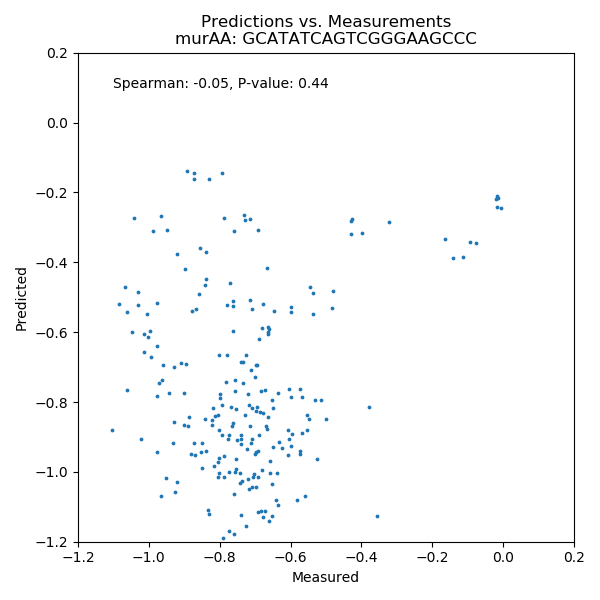 Predictions vs. Measurements
murAA: GCATATCAGTCGGGAAGCCC
Spearman: -0.05, P-value: 0.44
0.2
0.0
−0.2
−0.4
−0.6
−0.8
−1.0
−1.2
Predicted
−1.2 −1.0 −0.8 −0.6 −0.4 −0.2 0.0 0.2
Measured